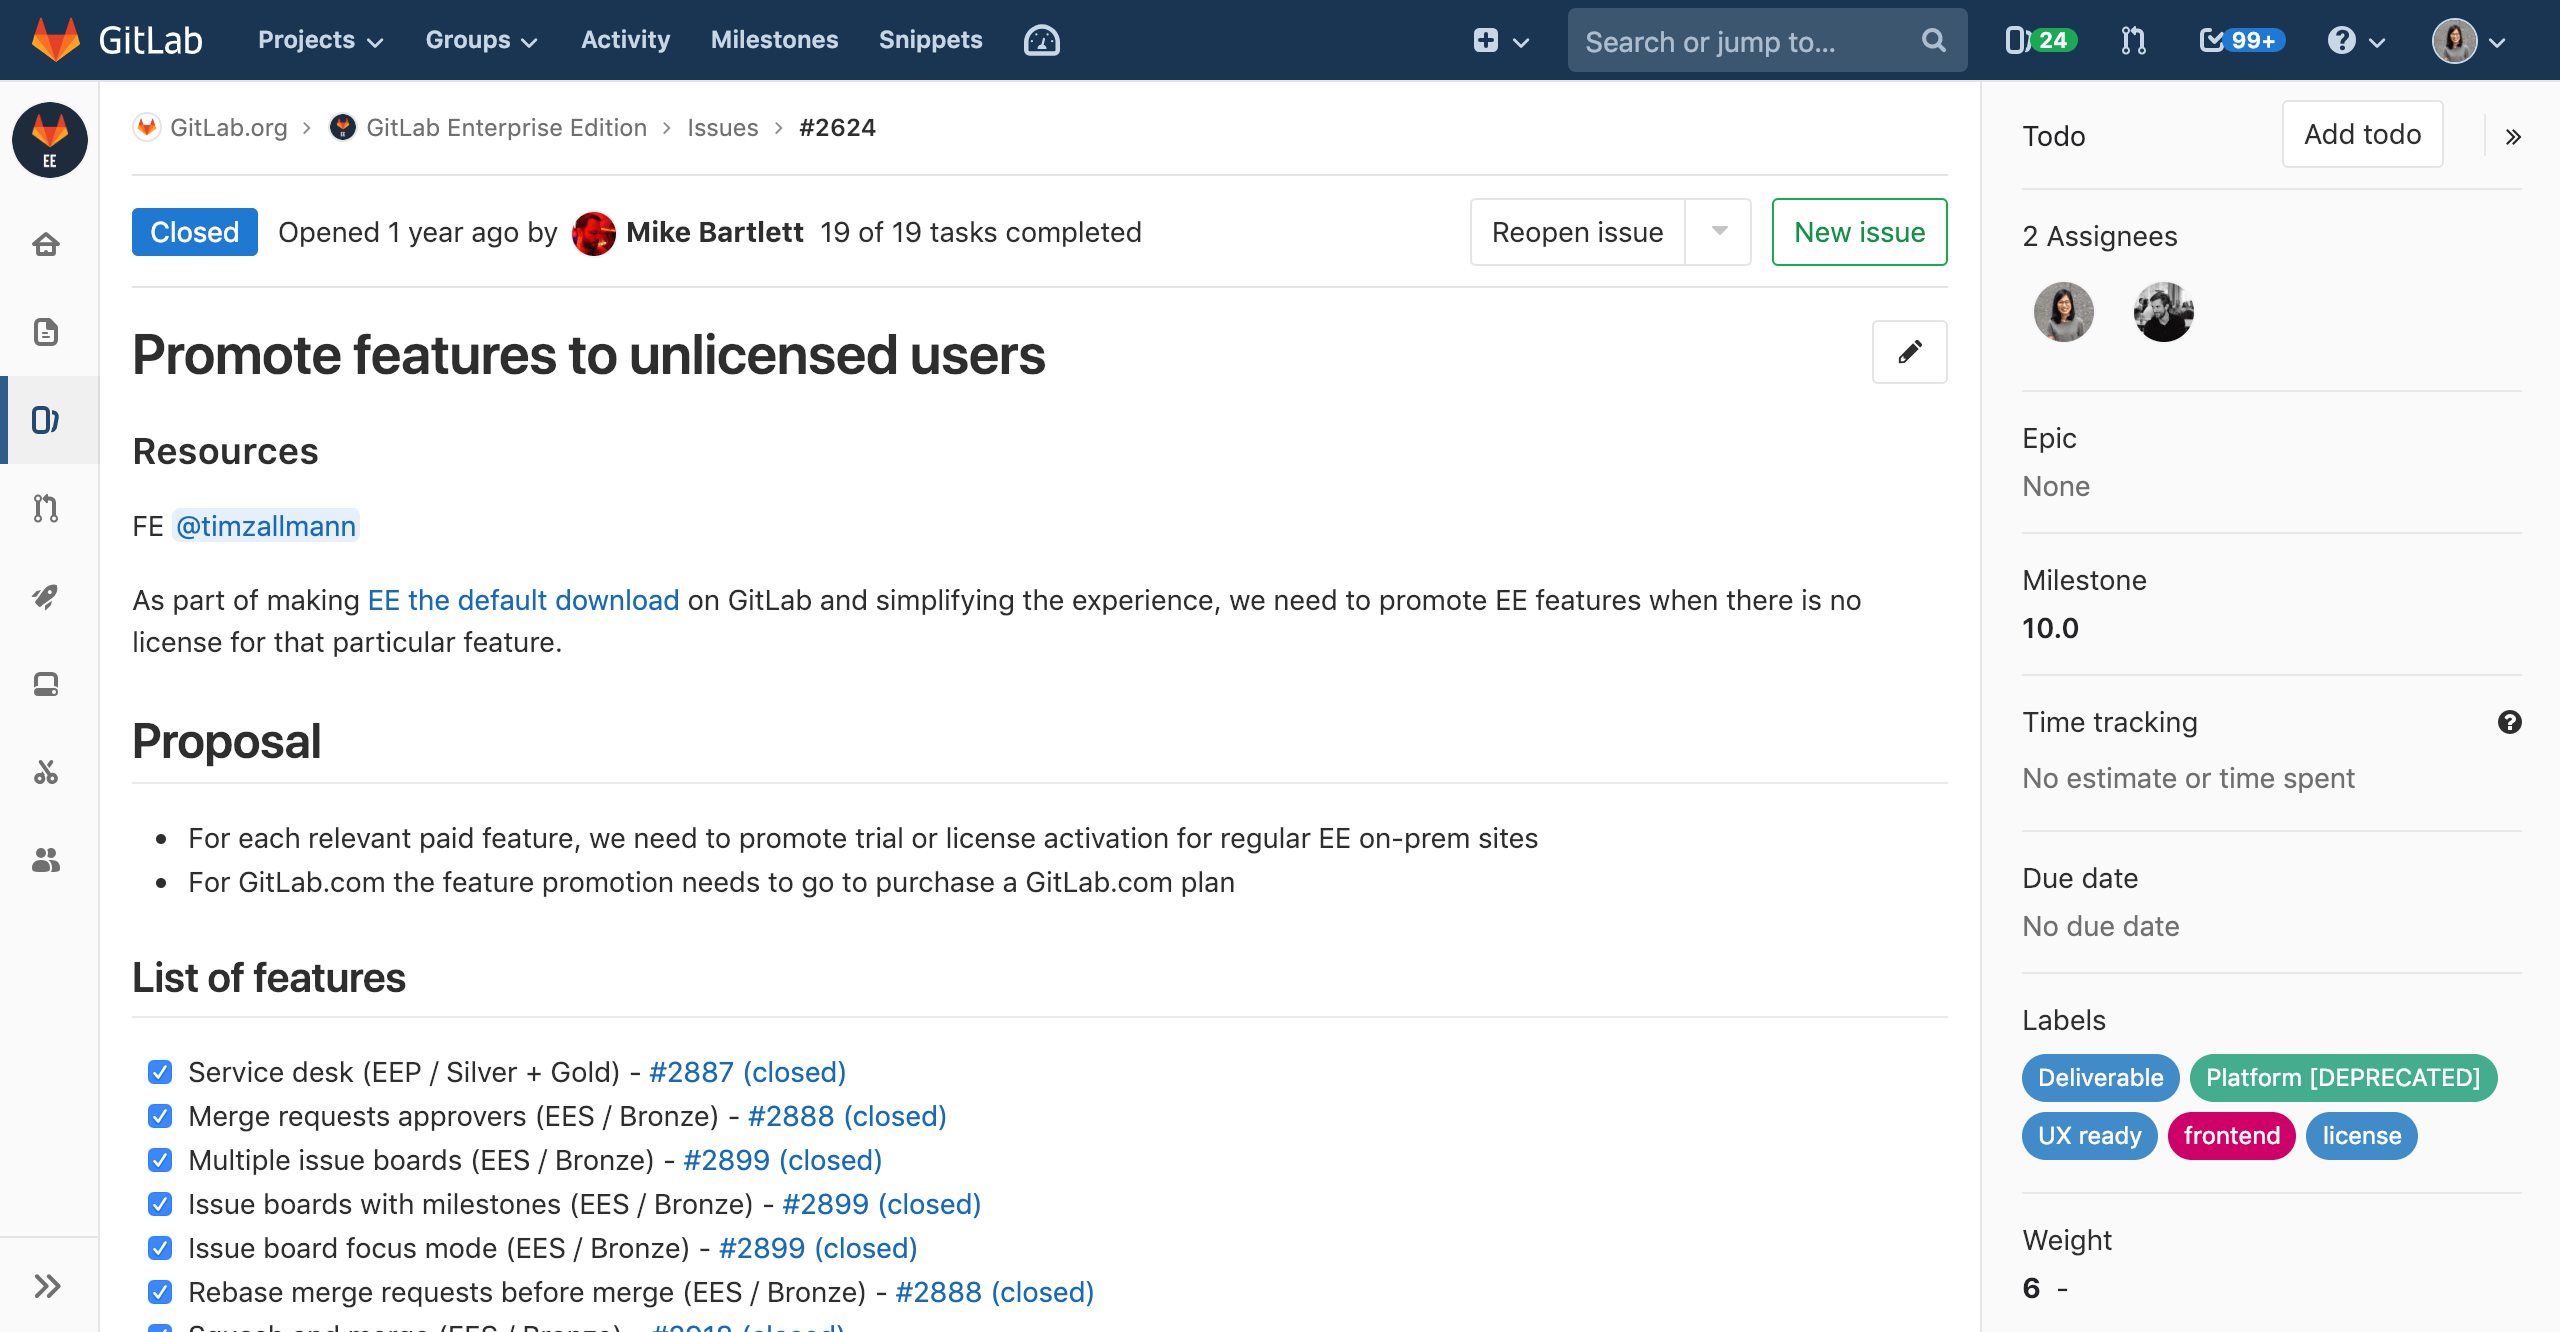 GitLab Projects Groups Activity Milestones Snippets Search or jump to... 24 99+
EE
GitLab.org > GitLab Enterprise Edition > Issues > #2624
Closed Opened 1 year ago by Mike Bartlett 19 of 19 tasks completed
Reopen issue New issue
Promote features to unlicensed users
Resources
FE @timzallmann
As part of making EE the default download on GitLab and simplifying the experience, we need to promote EE features when there is no
license for that particular feature.
Proposal
• For each relevant paid feature, we need to promote trial or license activation for regular EE on-prem sites
• For GitLab.com the feature promotion needs to go to purchase a GitLab.com plan
List of features
Service desk (EEP / Silver + Gold) - #2887 (closed)
Merge requests approvers (EES / Bronze) - #2888 (closed)
Multiple issue boards (EES / Bronze) - #2899 (closed)
Issue boards with milestones (EES / Bronze) - #2899 (closed)
Issue board focus mode (EES / Bronze) - #2899 (closed)
Rebase merge requests before merge (EES / Bronze) - #2888 (closed)
Squash and merge (EES / Bronze) - (closed)
Todo Add todo
2 Assignees
Epic
None
Milestone
10.0
Time tracking
No estimate or time spent
Due date
No due date
Labels
Deliverable Platform [DEPRECATED]
UX ready frontend license
Weight
6 -